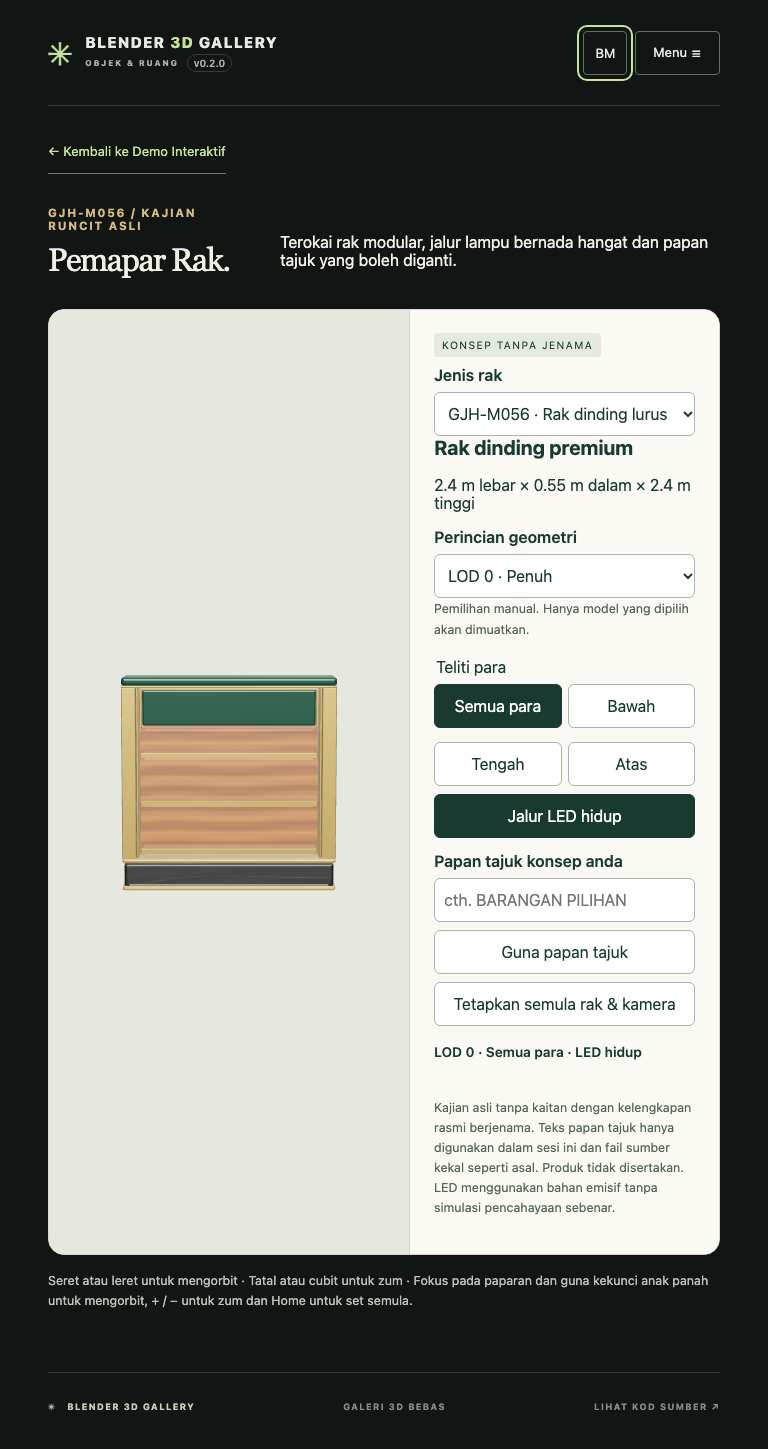 BLENDER 3D GALLERY
OBJEK & RUANG v0.2.0
BM
Menu ≡
← Kembali ke Demo Interaktif
GJH-M056 / KAJIAN
RUNCIT ASLI
Pemapar Rak.
Terokai rak modular, jalur lampu bernada hangat dan papan
tajuk yang boleh diganti.
KONSEP TANPA JENAMA
Jenis rak
GJH-M056 · Rak dinding lurus
Rak dinding premium
2.4 m lebar × 0.55 m dalam × 2.4 m
tinggi
Perincian geometri
LOD 0 · Penuh
Pemilihan manual. Hanya model yang dipilih
akan dimuatkan.
Teliti para
Semua para
Bawah
Tengah
Atas
Jalur LED hidup
Papan tajuk konsep anda
cth. BARANGAN PILIHAN
Guna papan tajuk
Tetapkan semula rak & kamera
LOD 0 · Semua para · LED hidup
Kajian asli tanpa kaitan dengan kelengkapan
rasmi berjenama. Teks papan tajuk hanya
digunakan dalam sesi ini dan fail sumber
kekal seperti asal. Produk tidak disertakan.
LED menggunakan bahan emisif tanpa
simulasi pencahayaan sebenar.
Seret atau leret untuk mengorbit · Tatal atau cubit untuk zum · Fokus pada paparan dan guna kekunci anak panah
untuk mengorbit, + / − untuk zum dan Home untuk set semula.
✳ BLENDER 3D GALLERY
GALERI 3D BEBAS
LIHAT KOD SUMBER ↗